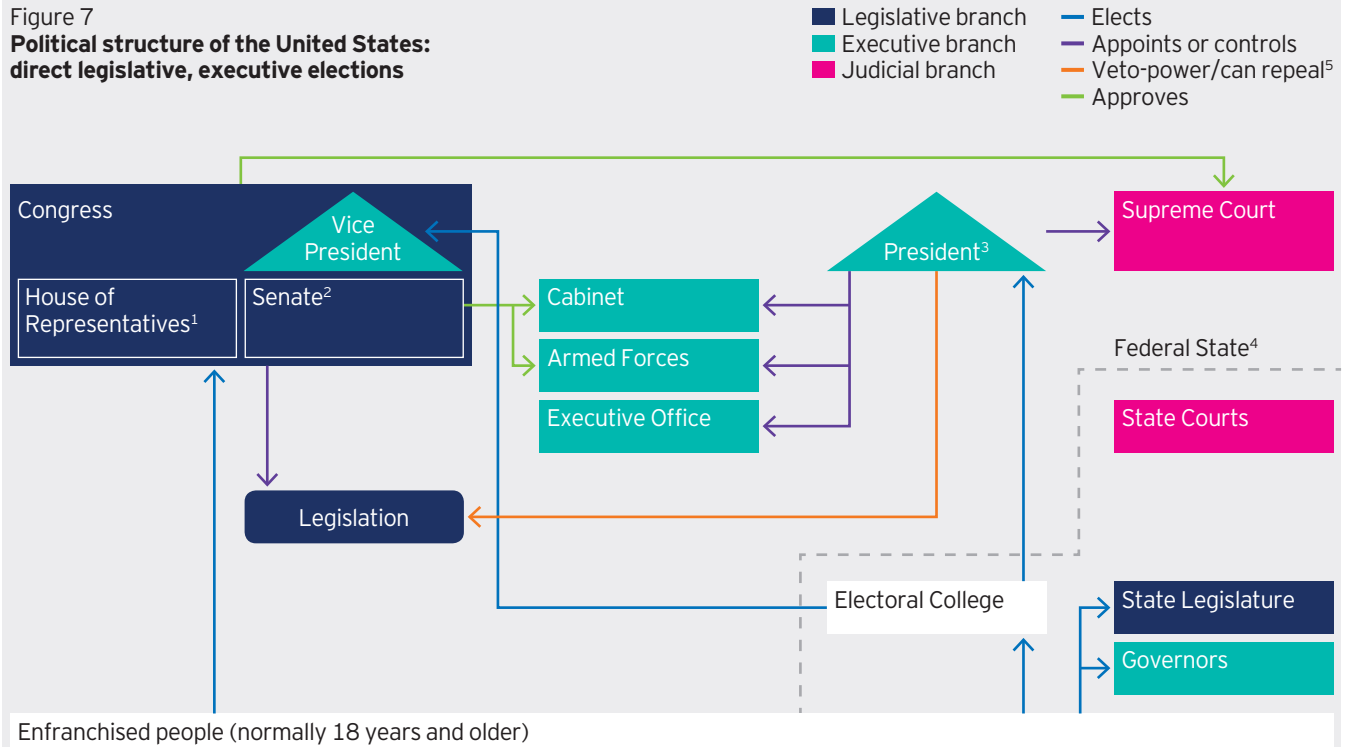 Figure 7
Political structure of the United States:
direct legislative, executive elections
Legislative branch
Executive branch
Judicial branch
Elects
Appoints or controls
Veto-power/can repeal⁵
Approves
Congress
Vice
President
House of
Representatives¹
Senate²
Cabinet
Armed Forces
Executive Office
President³
Supreme Court
Federal State⁴
State Courts
Legislation
Electoral College
State Legislature
Governors
Enfranchised people (normally 18 years and older)